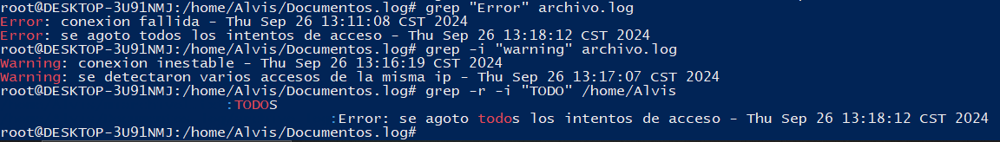 root@DESKTOP-3U91NMJ:/home/Alvis/Documentos.log# grep "Error" archivo.log
Error: conexion fallida - Thu Sep 26 13:11:08 CST 2024
Error: se agoto todos los intentos de acceso - Thu Sep 26 13:18:12 CST 2024
root@DESKTOP-3U91NMJ:/home/Alvis/Documentos.log# grep -i "warning" archivo.log
Warning: conexion inestable - Thu Sep 26 13:16:19 CST 2024
Warning: se detectaron varios accesos de la misma ip - Thu Sep 26 13:17:07 CST 2024
root@DESKTOP-3U91NMJ:/home/Alvis/Documentos.log# grep -r -i "TODO" /home/Alvis
:TODOS
:Error: se agoto todos los intentos de acceso - Thu Sep 26 13:18:12 CST 2024
root@DESKTOP-3U91NMJ:/home/Alvis/Documentos.log#